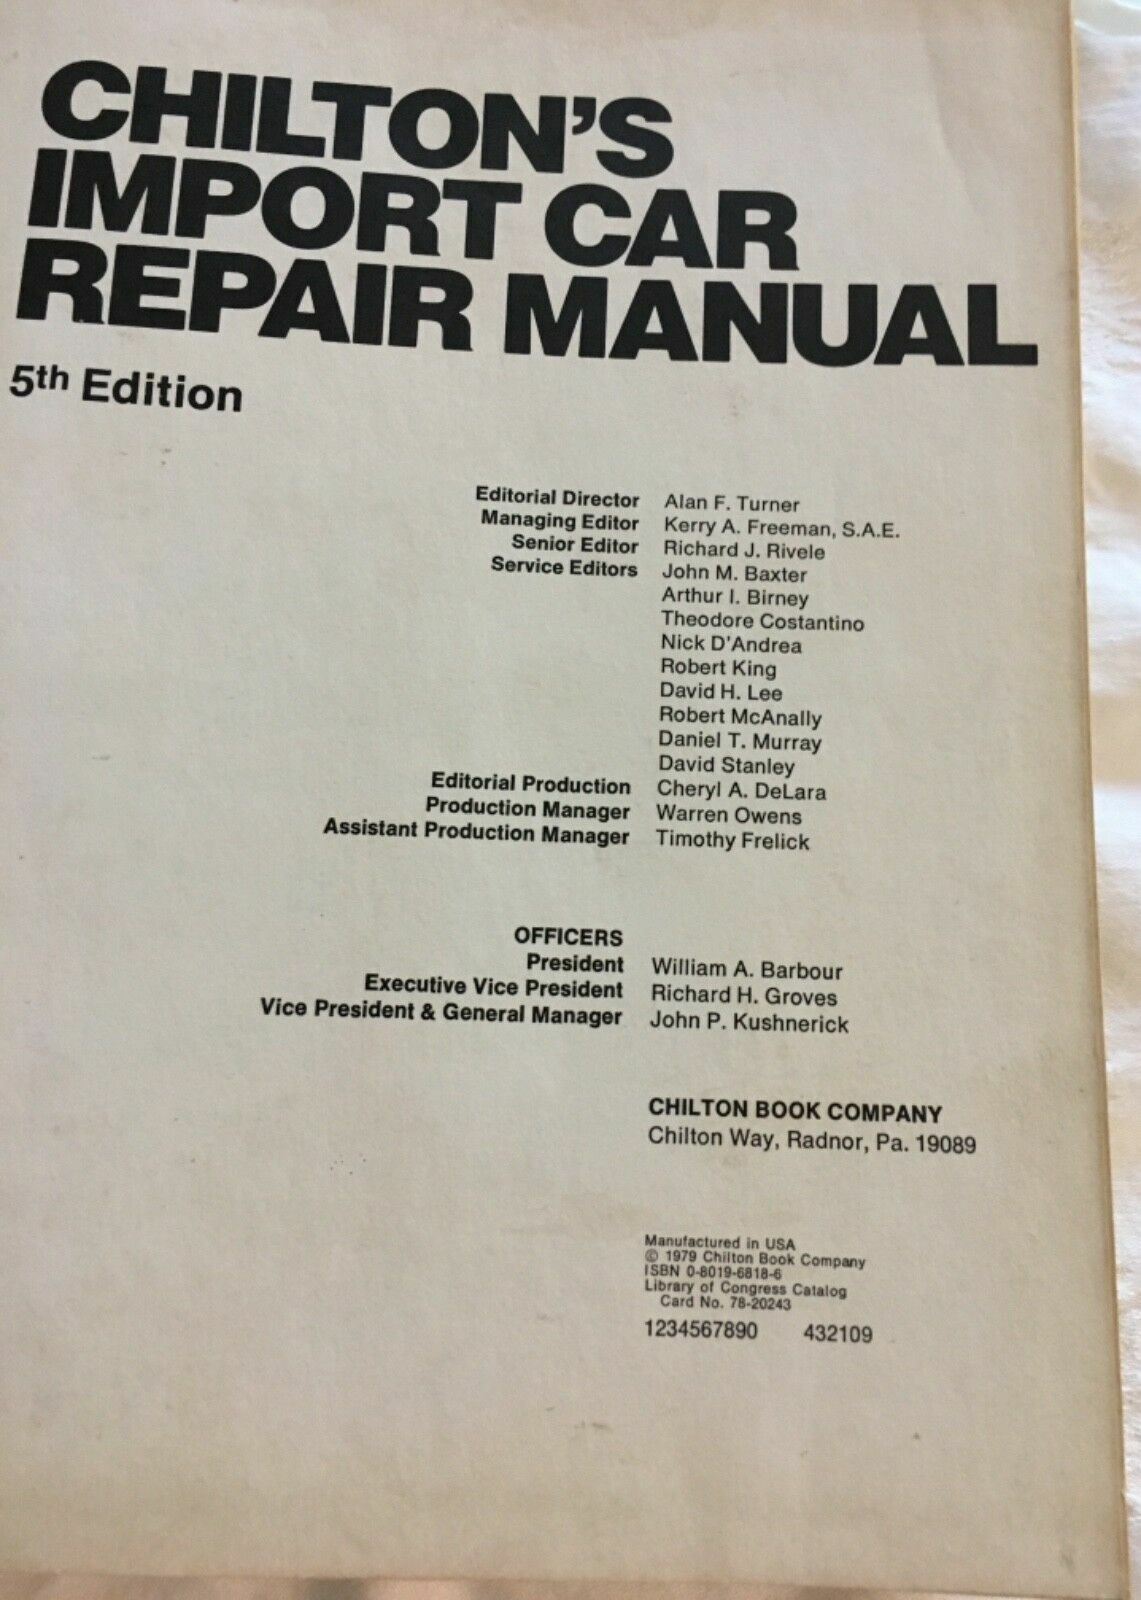 CHILTON'S
IMPORT CAR
REPAIR MANUAL
5th Edition
Editorial Director Alan F. Turner
Managing Editor Kerry A. Freeman, S.A.E.
Senior Editor Richard J. Rivele
Service Editors John M. Baxter
Arthur I. Birney
Theodore Costantino
Nick D'Andrea
Robert King
David H. Lee
Robert McAnally
Daniel T. Murray
David Stanley
Editorial Production Cheryl A. DeLara
Production Manager Warren Owens
Assistant Production Manager Timothy Frelick
OFFICERS
President William A. Barbour
Executive Vice President Richard H. Groves
Vice President & General Manager John P. Kushnerick
CHILTON BOOK COMPANY
Chilton Way, Radnor, Pa. 19089
Manufactured in USA
© 1979 Chilton Book Company
ISBN 0-8019-6818-6
Library of Congress Catalog
Card No. 78-20243
1234567890 432109